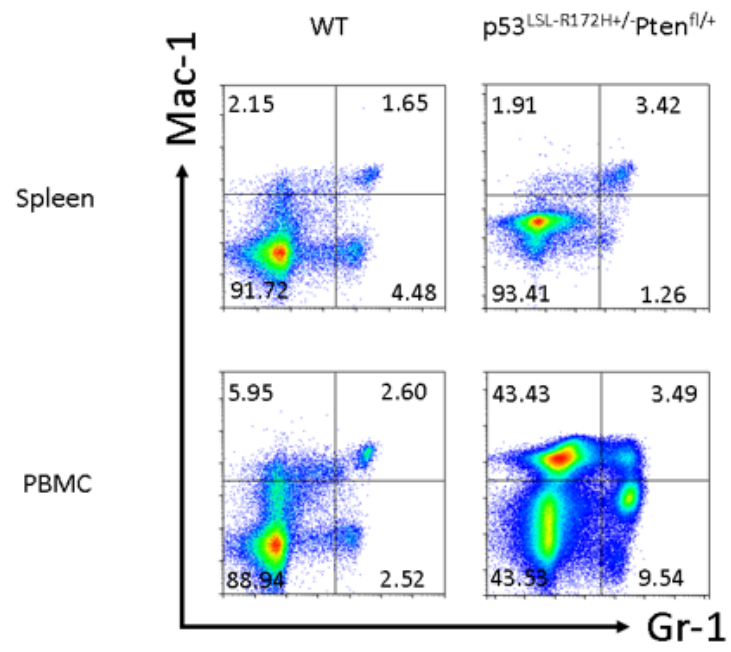 WT
p53LSL-R172H+/-Ptenfl/+
Mac-1
2.15
1.65
1.91
3.42
Spleen
91.72
4.48
93.41
1.26
5.95
2.60
43.43
3.49
PBMC
88.94
2.52
43.53
9.54
Gr-1